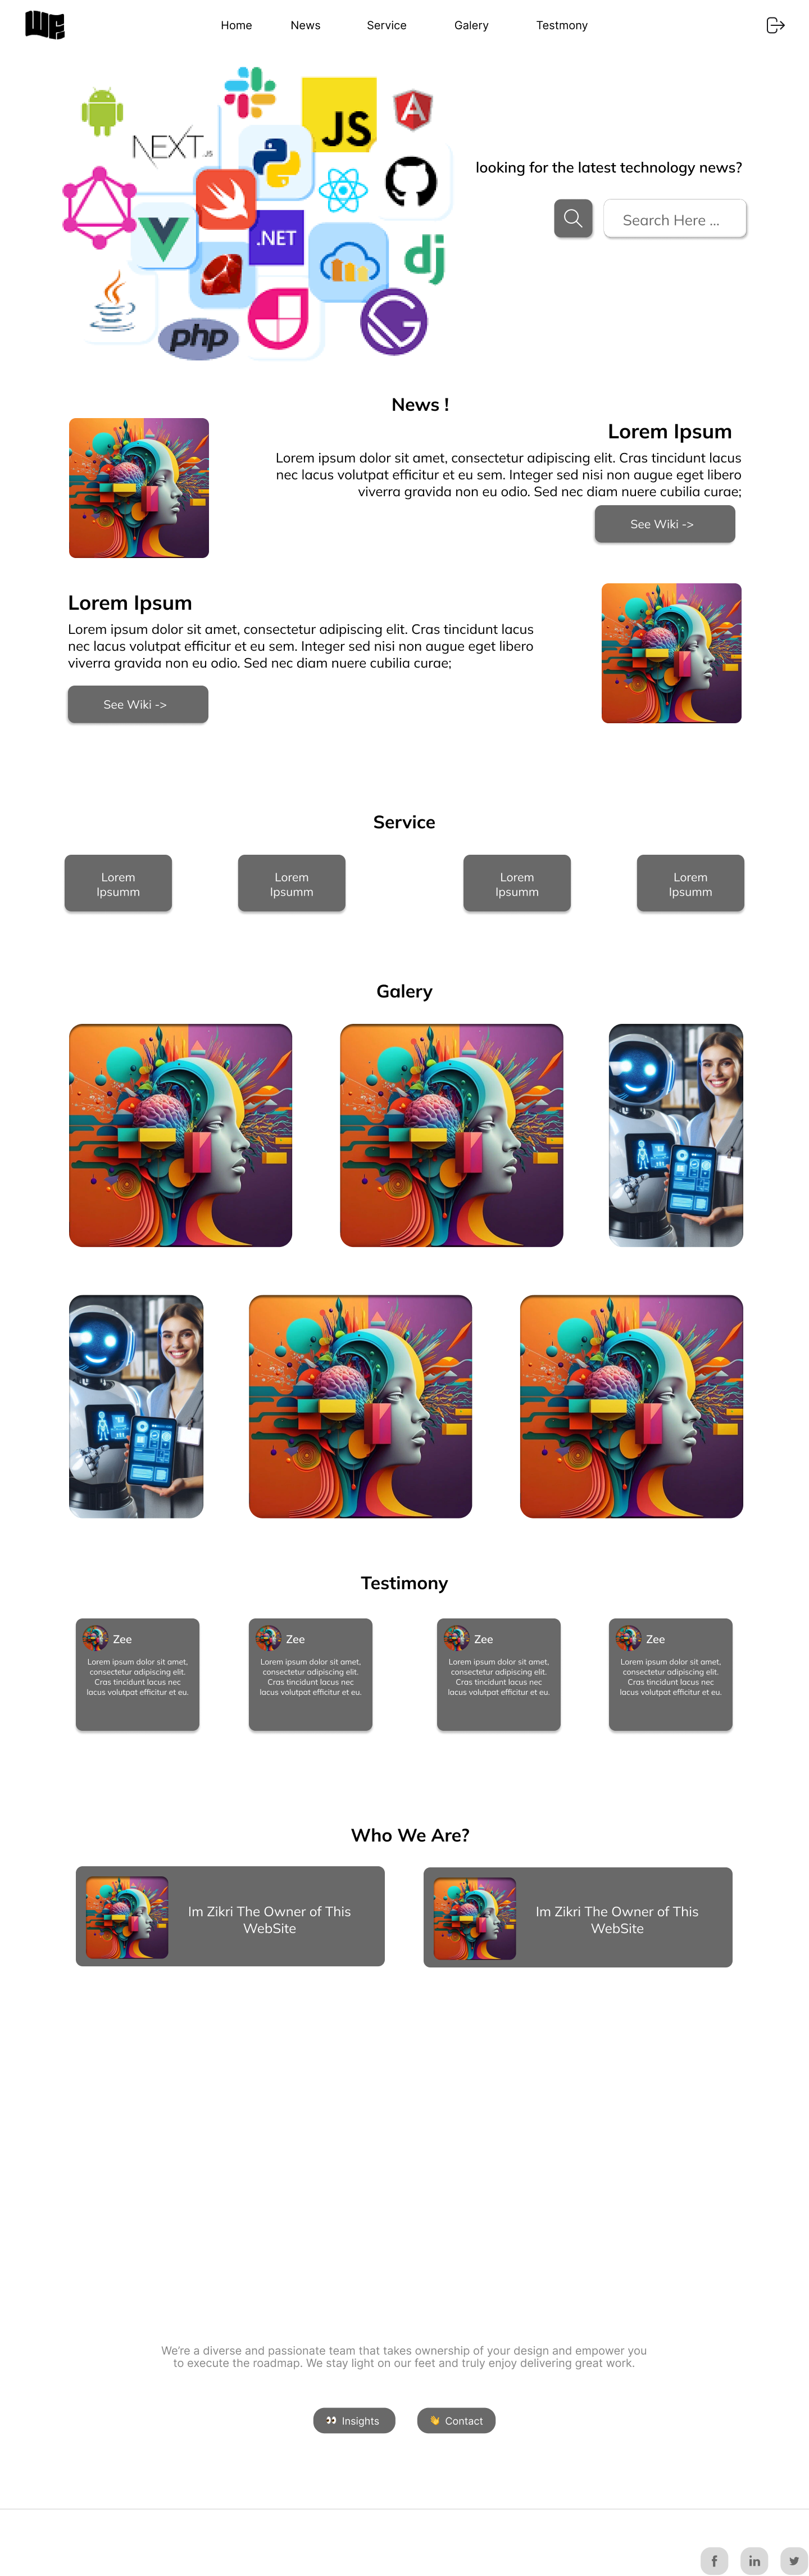 Home News Service Galery Testmony
NEXT.JS
JS
A
.NET
dj
php
looking for the latest technology news?
Search Here ...
News !
Lorem Ipsum
Lorem ipsum dolor sit amet, consectetur adipiscing elit. Cras tincidunt lacus
nec lacus volutpat efficitur et eu sem. Integer sed nisi non augue eget libero
viverra gravida non eu odio. Sed nec diam nuere cubilia curae;
See Wiki ->
Lorem Ipsum
Lorem ipsum dolor sit amet, consectetur adipiscing elit. Cras tincidunt lacus
nec lacus volutpat efficitur et eu sem. Integer sed nisi non augue eget libero
viverra gravida non eu odio. Sed nec diam nuere cubilia curae;
See Wiki ->
Service
Lorem
Ipsumm
Lorem
Ipsumm
Lorem
Ipsumm
Lorem
Ipsumm
Galery
Testimony
Zee
Lorem ipsum dolor sit amet,
consectetur adipiscing elit.
Cras tincidunt lacus nec
lacus volutpat efficitur et eu.
Zee
Lorem ipsum dolor sit amet,
consectetur adipiscing elit.
Cras tincidunt lacus nec
lacus volutpat efficitur et eu.
Zee
Lorem ipsum dolor sit amet,
consectetur adipiscing elit.
Cras tincidunt lacus nec
lacus volutpat efficitur et eu.
Zee
Lorem ipsum dolor sit amet,
consectetur adipiscing elit.
Cras tincidunt lacus nec
lacus volutpat efficitur et eu.
Who We Are?
Im Zikri The Owner of This
WebSite
Im Zikri The Owner of This
WebSite
We're a diverse and passionate team that takes ownership of your design and empower you
to execute the roadmap. We stay light on our feet and truly enjoy delivering great work.
👀 Insights
👋 Contact
f in